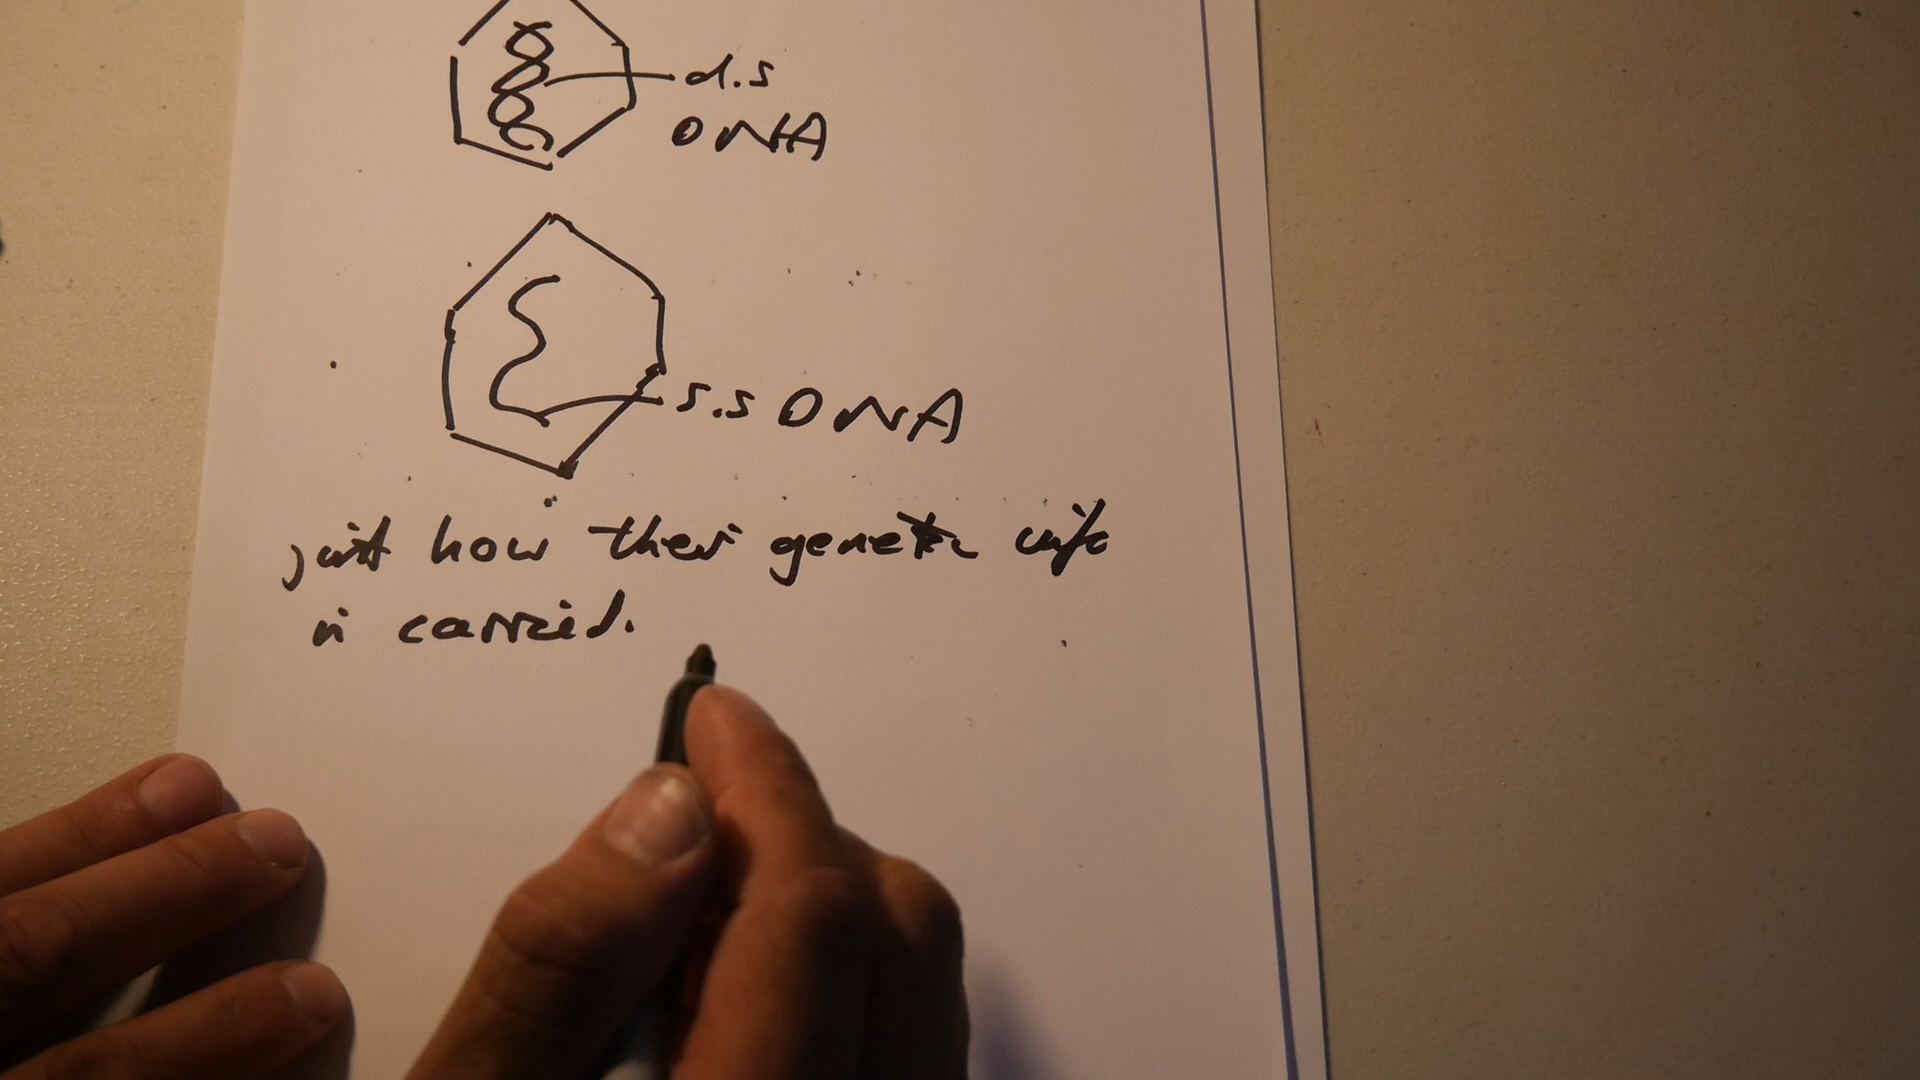 d.s
DNA
s.s DNA
just how their genetic info
is carried.